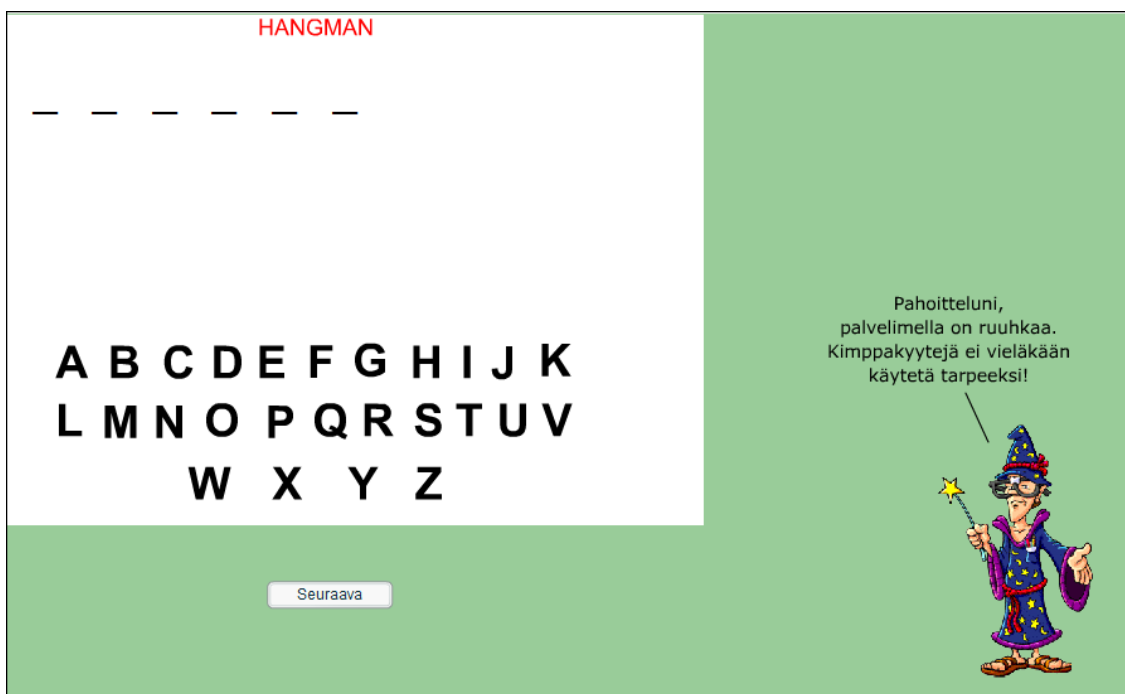 HANGMAN
_ _ _ _ _ _
Pahoitteluni,
palvelimella on ruuhkaa.
Kimppakyytejä ei vieläkään
käytetä tarpeeksi!
A B C D E F G H I J K
L M N O P Q R S T U V
W X Y Z
Seuraava